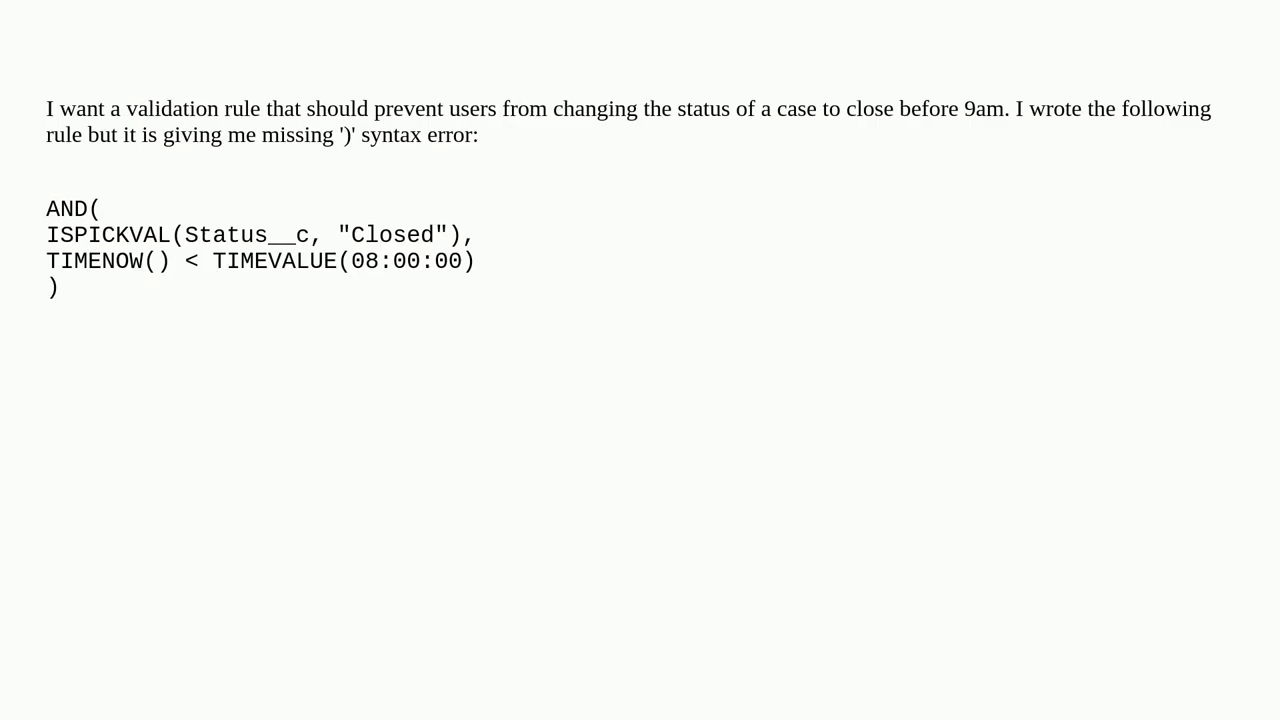 I want a validation rule that should prevent users from changing the status of a case to close before 9am. I wrote the following
rule but it is giving me missing ')' syntax error:
AND(
ISPICKVAL(Status__c, "Closed"),
TIMENOW() < TIMEVALUE(08:00:00)
)